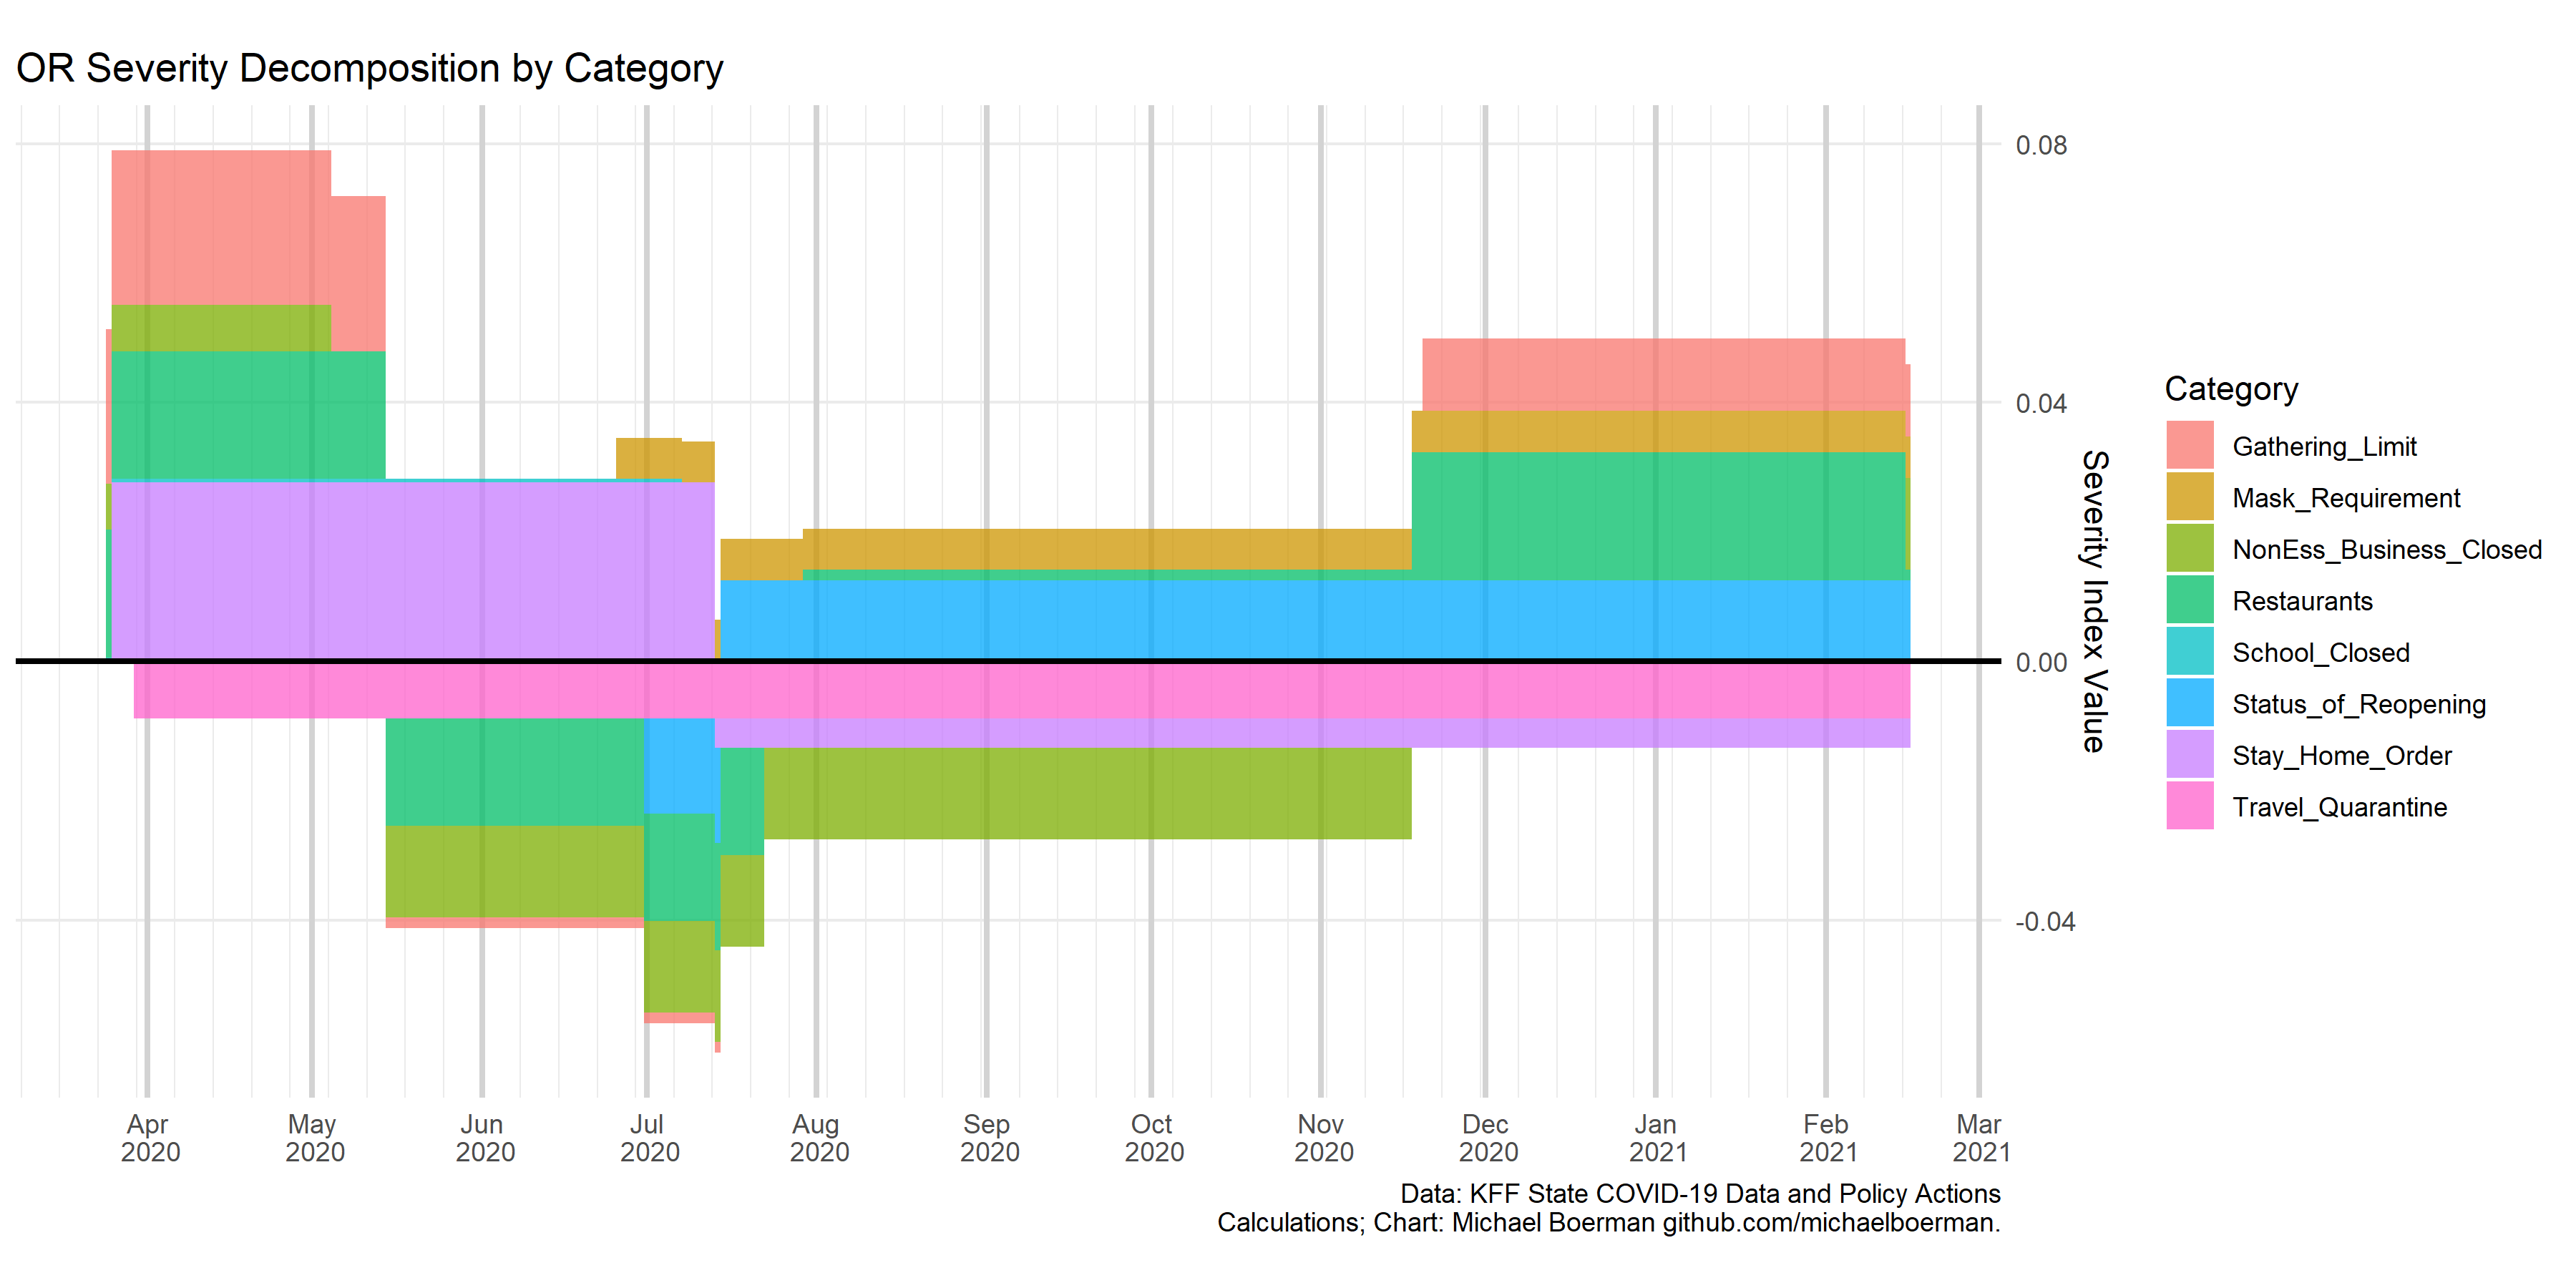 OR Severity Decomposition by Category
0.08
0.04
0.00
-0.04
Severity Index Value
Apr
2020
May
2020
Jun
2020
Jul
2020
Aug
2020
Sep
2020
Oct
2020
Nov
2020
Dec
2020
Jan
2021
Feb
2021
Mar
2021
Category
Gathering_Limit
Mask_Requirement
NonEss_Business_Closed
Restaurants
School_Closed
Status_of_Reopening
Stay_Home_Order
Travel_Quarantine
Data: KFF State COVID-19 Data and Policy Actions
Calculations; Chart: Michael Boerman github.com/michaelboerman.